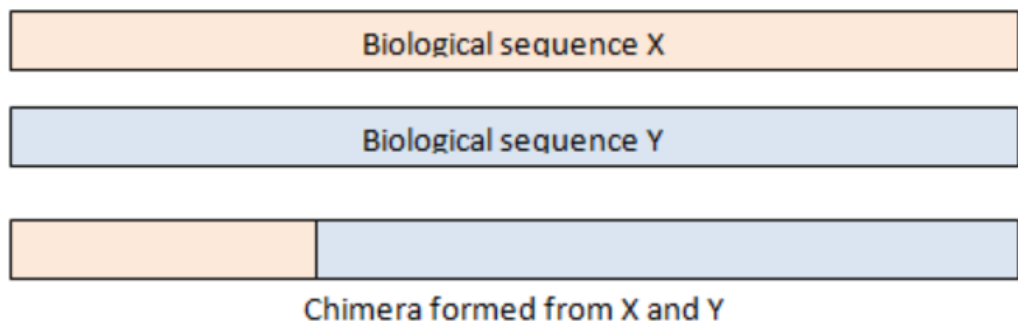 Biological sequence X
Biological sequence Y
Chimera formed from X and Y